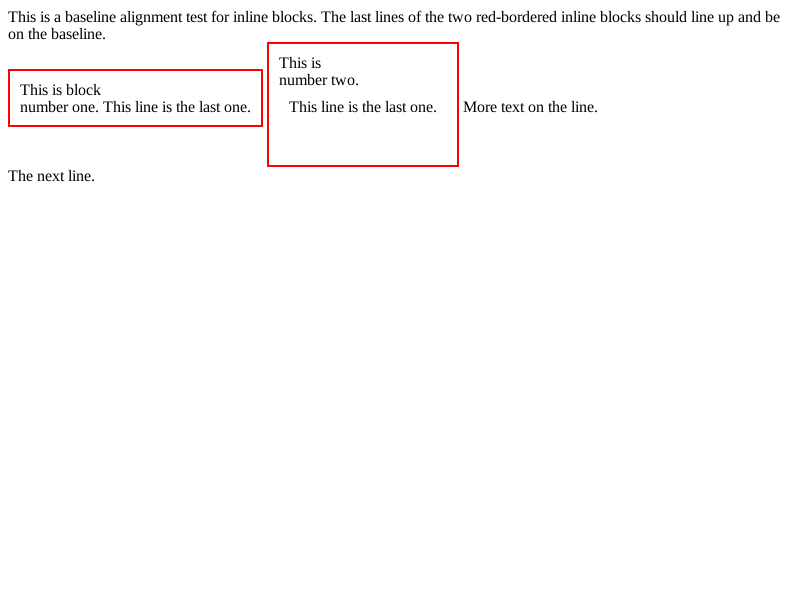 This is a baseline alignment test for inline blocks. The last lines of the two red-bordered inline blocks should line up and be
on the baseline.
This is block
number one. This line is the last one.
This is
number two.
This line is the last one.
More text on the line.
The next line.